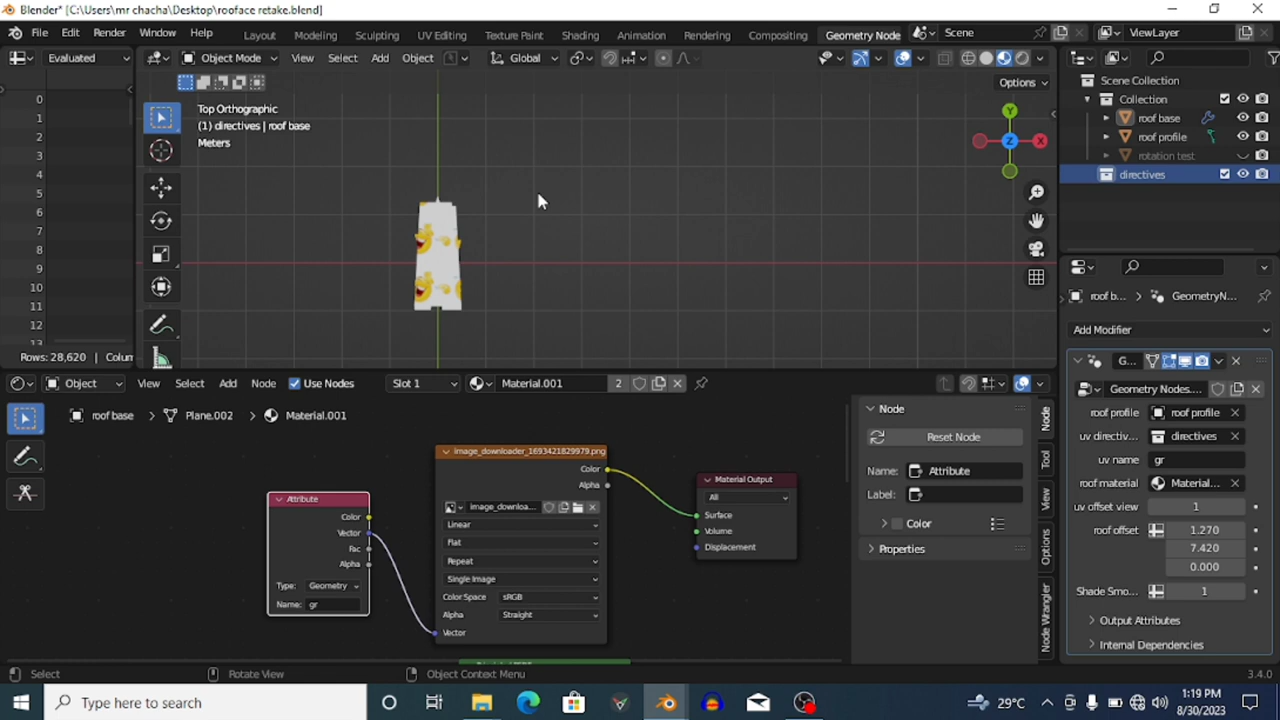 Blender* [C:\Users\mr chacha\Desktop\rooface retake.blend]
File Edit Render Window Help Layout Modeling Sculpting UV Editing Texture Paint Shading Animation Rendering Compositing Geometry Node Scene ViewLayer
Evaluated Object Mode View Select Add Object Global
Options
0
1
2
3
4
5
6
7
8
9
10
11
12
Rows: 28,620 | Colum
Top Orthographic
(1) directives | roof base
Meters
Y
Z
X
Scene Collection
Collection
roof base
roof profile
rotation test
directives
roof b... GeometryN...
Add Modifier
G...
Geometry Nodes....
roof profile roof profile
uv directiv... directives
uv name gr
roof material Material...
uv offset view 1
roof offset 1.270
7.420
0.000
Shade Smo... 1
Output Attributes
Internal Dependencies
Object View Select Add Node Use Nodes Slot 1 Material.001 2
roof base Plane.002 Material.001
Attribute
Color
Vector
Fac
Alpha
Type: Geometry
Name: gr
image_downloader_1693421829979.png
Color
Alpha
image_downloa...
Linear
Flat
Repeat
Single Image
Color Space sRGB
Alpha Straight
Vector
Material Output
All
Surface
Volume
Displacement
Node
Reset Node
Name: Attribute
Label:
Color
Properties
Node
Tool
View
Options
Node Wrangler
Select Rotate View Object Context Menu 3.4.0
Type here to search
29°C
1:19 PM
8/30/2023